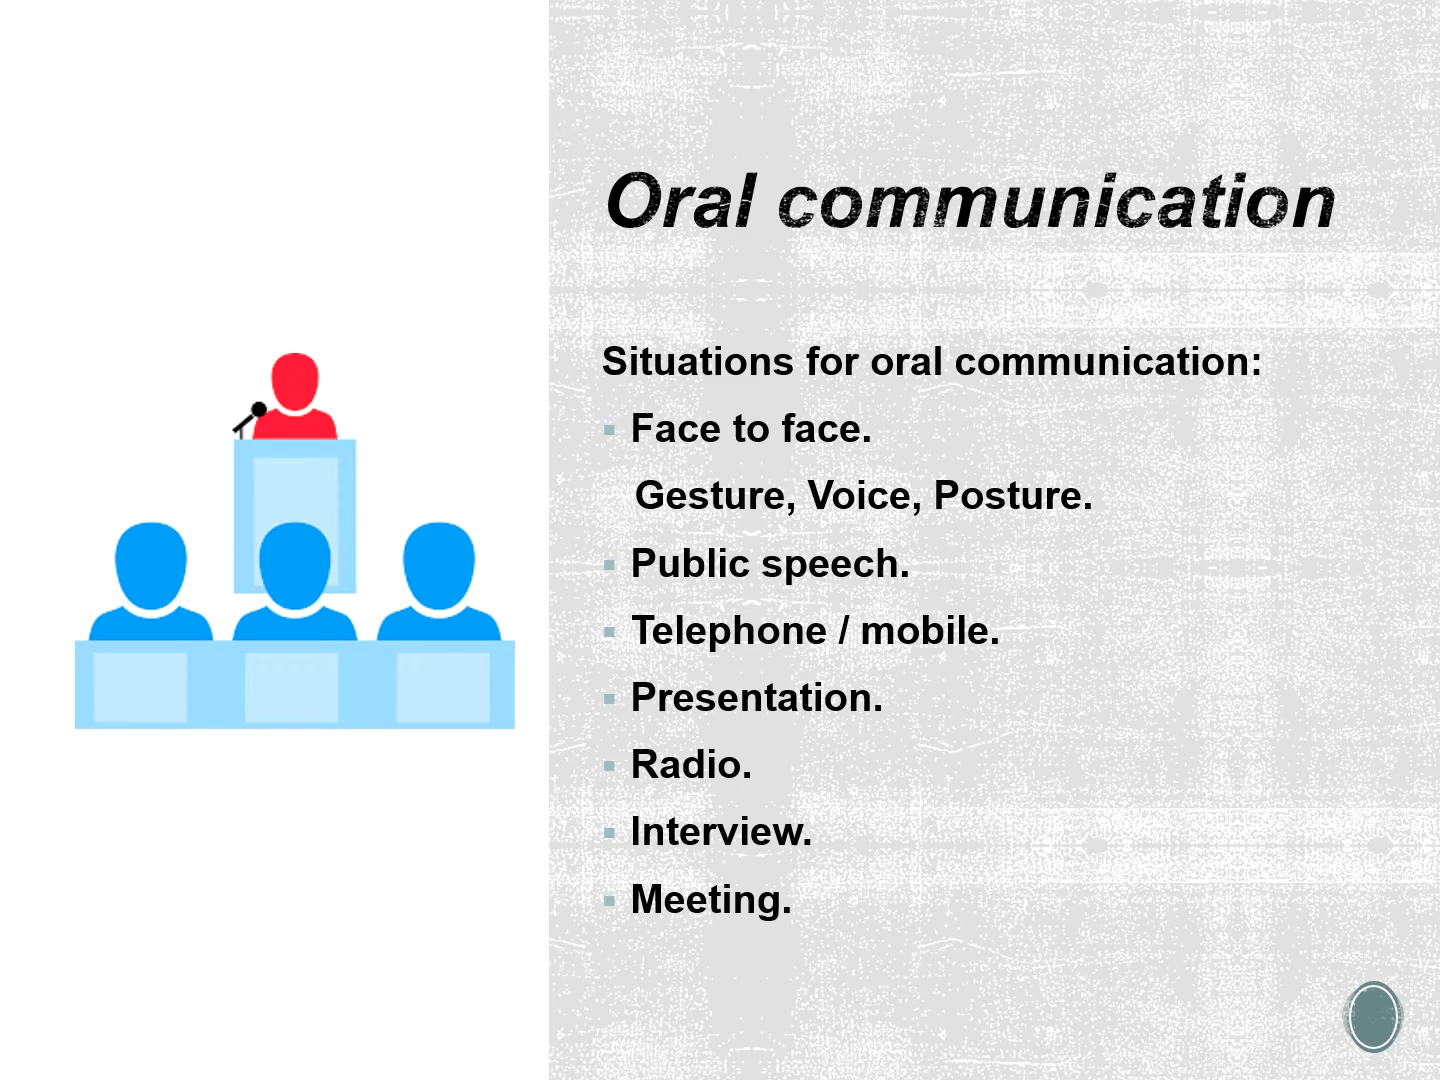 Oral communication
Situations for oral communication:
▪ Face to face.
Gesture, Voice, Posture.
▪ Public speech.
▪ Telephone / mobile.
▪ Presentation.
▪ Radio.
▪ Interview.
▪ Meeting.